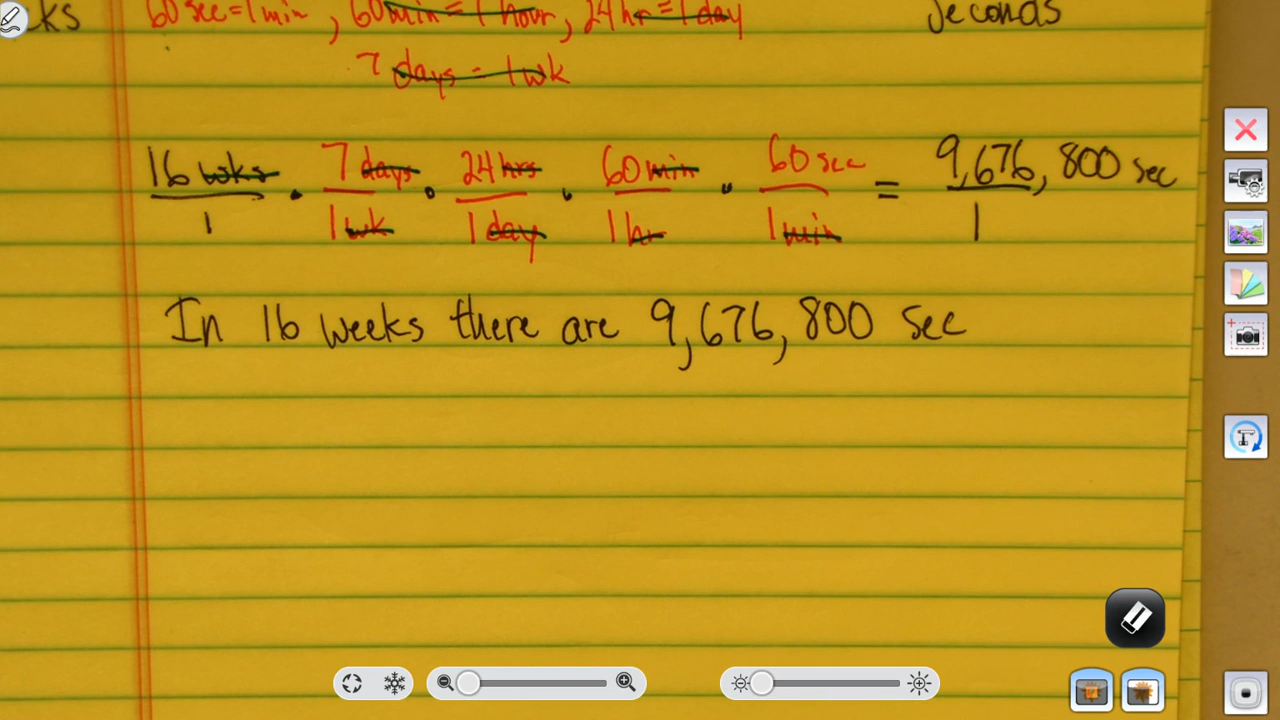 ks 60 sec = 1 min , 60 min = 1 hour, 24 hr = 1 day seconds
7 days = 1 wk
16 wks/1 · 7 days/1 wk · 24 hrs/1 day · 60 min/1 hr · 60 sec/1 min = 9,676,800 sec/1
In 16 weeks there are 9,676,800 sec